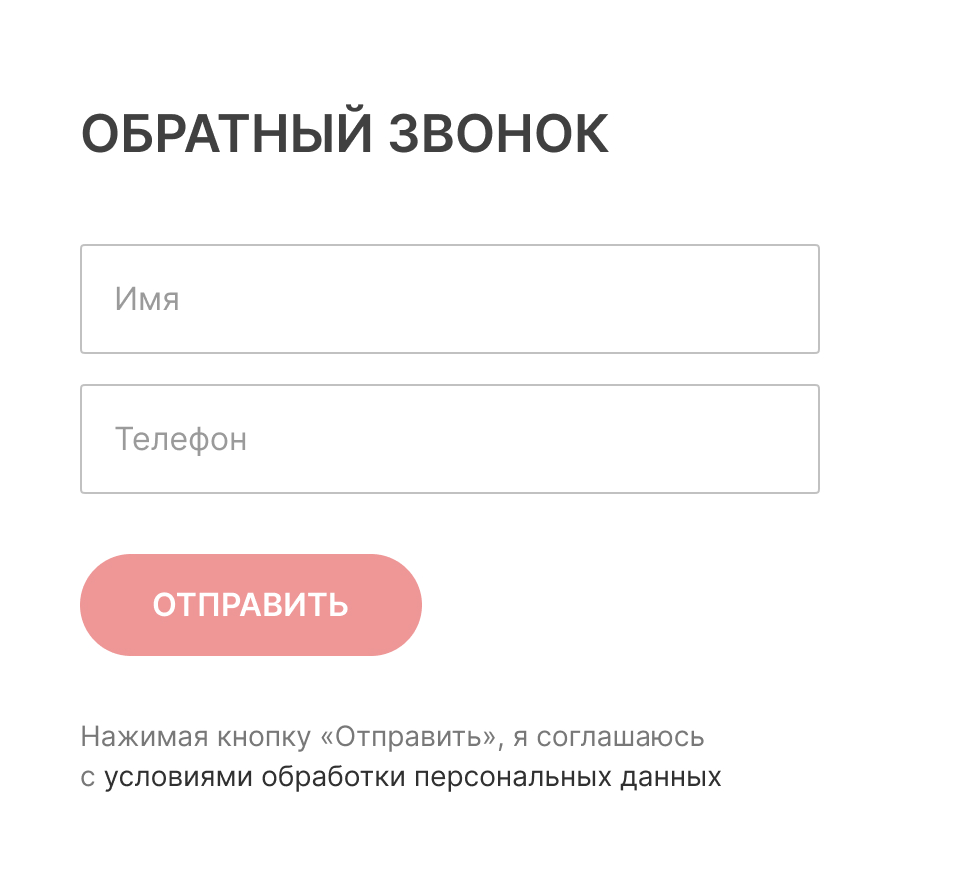 ОБРАТНЫЙ ЗВОНОК
Имя
Телефон
ОТПРАВИТЬ
Нажимая кнопку «Отправить», я соглашаюсь
с условиями обработки персональных данных